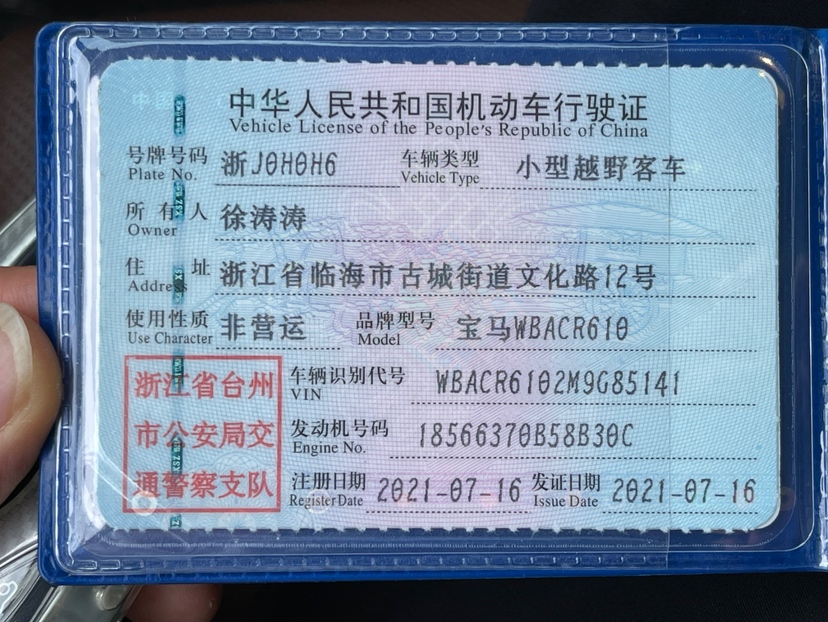 中华人民共和国机动车行驶证
Vehicle License of the People's Republic of China
号牌号码 浙J0H0H6 车辆类型 小型越野客车
Plate No. Vehicle Type
所有人 徐涛涛
Owner
住址 浙江省临海市古城街道文化路12号
Address
使用性质 非营运 品牌型号 宝马WBACR610
Use Character Model
浙江省台州
市公安局交
通警察支队
车辆识别代号 WBACR6102M9G85141
VIN
发动机号码 18566370B58B30C
Engine No.
注册日期 2021-07-16 发证日期 2021-07-16
Register Date Issue Date